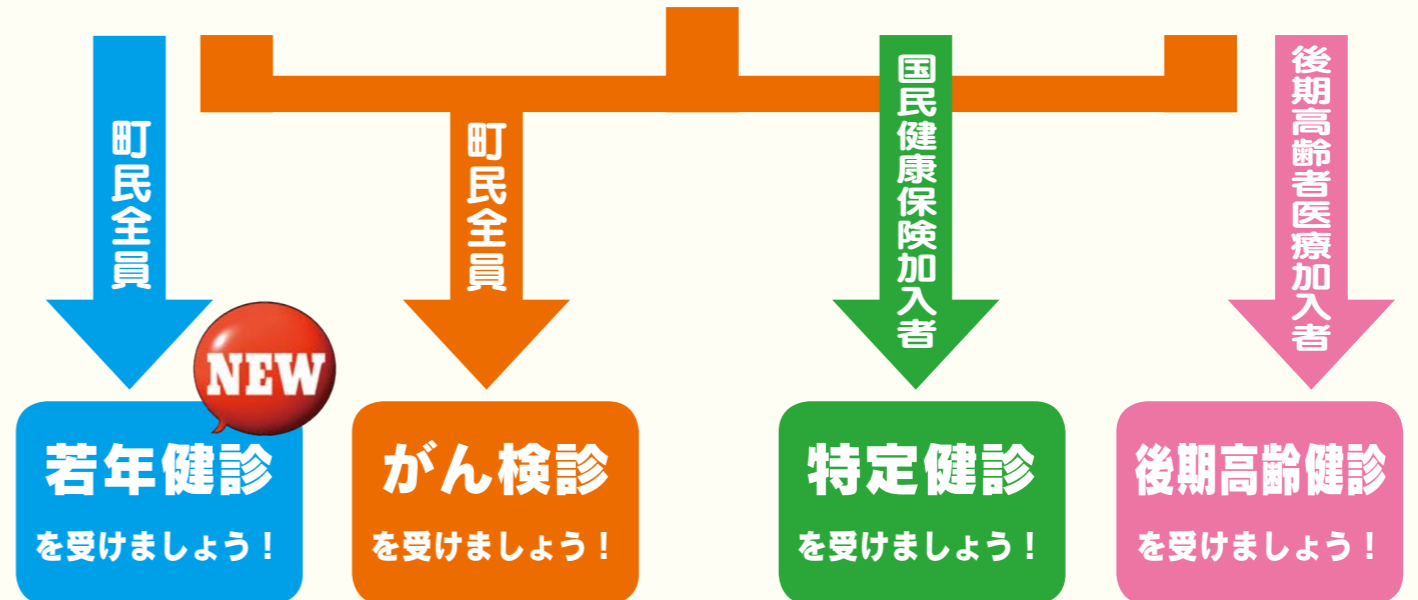 町民全員
町民全員
国民健康保険加入者
後期高齢者医療加入者
NEW
若年健診
を受けましょう！
がん検診
を受けましょう！
特定健診
を受けましょう！
後期高齢健診
を受けましょう！